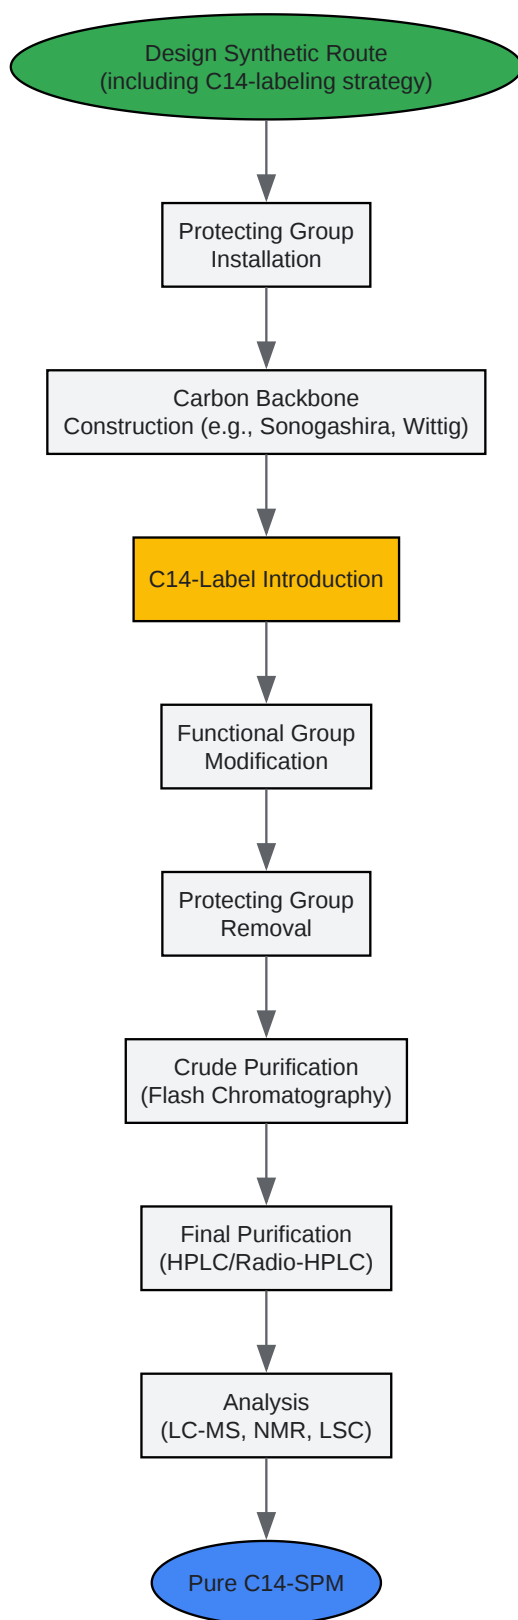 Design Synthetic Route
(including C14-labeling strategy)
Protecting Group
Installation
Carbon Backbone
Construction (e.g., Sonogashira, Wittig)
C14-Label Introduction
Functional Group
Modification
Protecting Group
Removal
Crude Purification
(Flash Chromatography)
Final Purification
(HPLC/Radio-HPLC)
Analysis
(LC-MS, NMR, LSC)
Pure C14-SPM